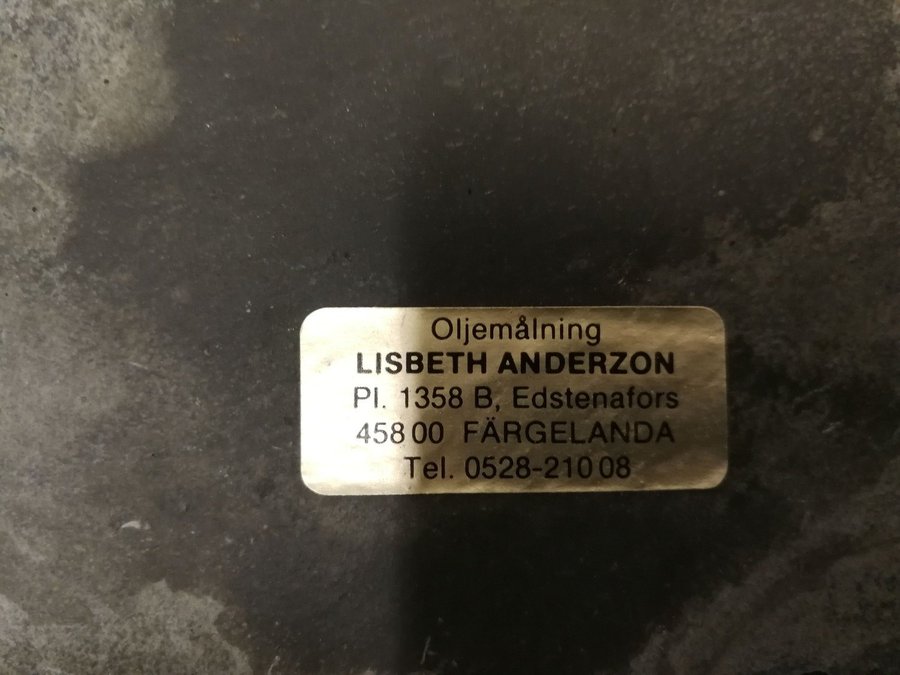 Oljemålning
LISBETH ANDERZON
Pl. 1358 B, Edstenafors
458 00 FÄRGELANDA
Tel. 0528-210 08